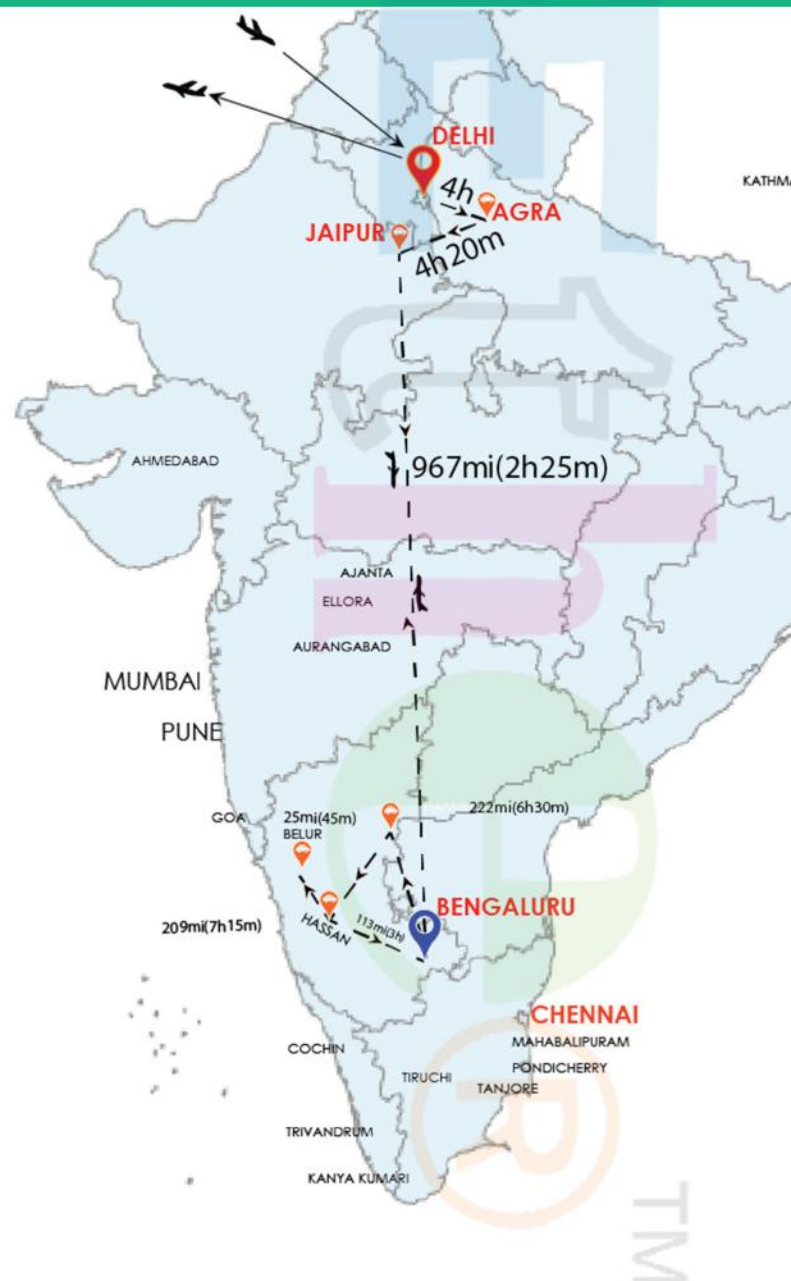 DELHI
KATHMA
4h
AGRA
JAIPUR
4h20m
AHMEDABAD
967mi(2h25m)
AJANTA
ELLORA
AURANGABAD
MUMBAI
PUNE
GOA
25mi(45m)
222mi(6h30m)
BELUR
BENGALURU
HASSAN
113mi(3h)
209mi(7h15m)
CHENNAI
MAHABALIPURAM
COCHIN
PONDICHERRY
TIRUCHI
TANJORE
TRIVANDRUM
KANYA KUMARI
R
TM